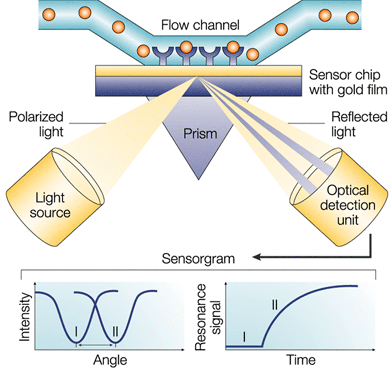 Flow channel
Sensor chip
with gold film
Polarized
light
Reflected
light
Prism
Light
source
Optical
detection
unit
Sensorgram
Intensity
I
II
Angle
Resonance
signal
I
II
Time